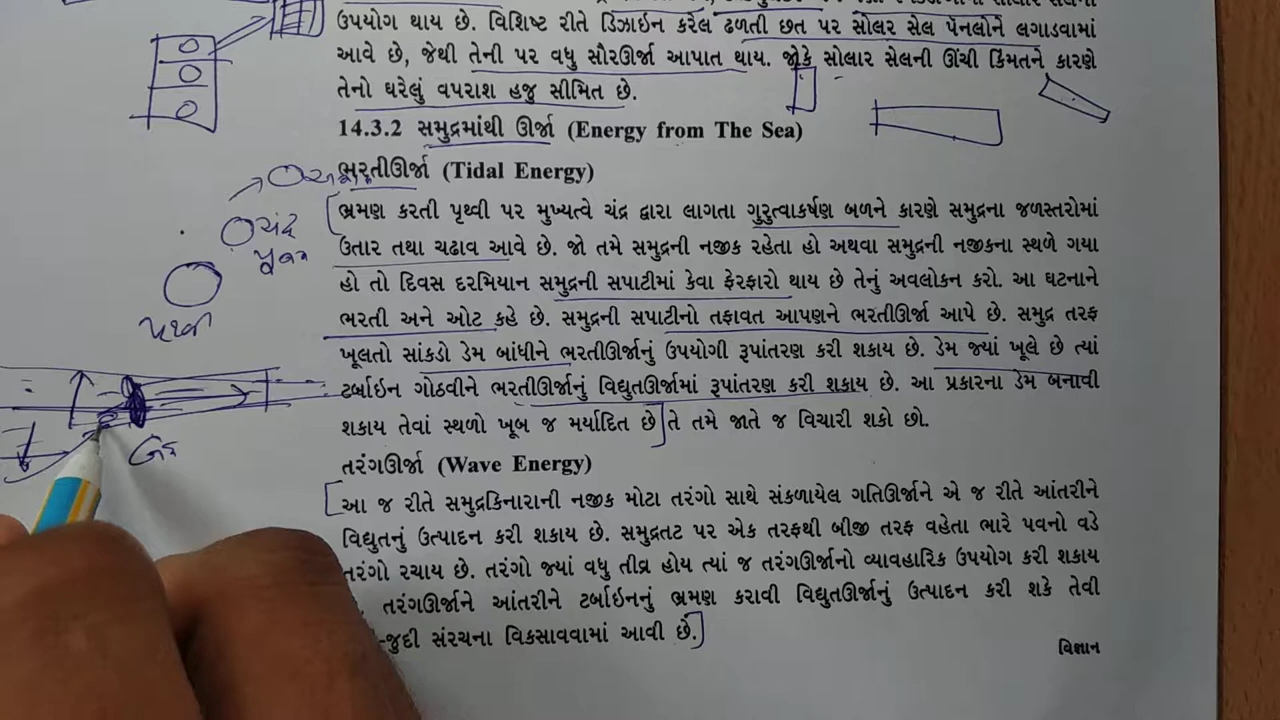 ઉપયોગ થાય છે. વિશિષ્ટ રીતે ડિઝાઇન કરેલ ઢળતી છત પર સોલર સેલ પૅનલોને લગાડવામાં
આવે છે, જેથી તેની પર વધુ સૌરઊર્જા આપાત થાય. જોકે સોલાર સેલની ઊંચી કિંમતને કારણે
તેનો ઘરેલું વપરાશ હજુ સીમિત છે.
14.3.2 સમુદ્રમાંથી ઊર્જા (Energy from The Sea)
ભરતીઊર્જા (Tidal Energy)
ભ્રમણ કરતી પૃથ્વી પર મુખ્યત્વે ચંદ્ર દ્વારા લાગતા ગુરુત્વાકર્ષણ બળને કારણે સમુદ્રના જળસ્તરોમાં
ઉતાર તથા ચઢાવ આવે છે. જો તમે સમુદ્રની નજીક રહેતા હો અથવા સમુદ્રની નજીકના સ્થળે ગયા
હો તો દિવસ દરમિયાન સમુદ્રની સપાટીમાં કેવા ફેરફારો થાય છે તેનું અવલોકન કરો. આ ઘટનાને
ભરતી અને ઓટ કહે છે. સમુદ્રની સપાટીનો તફાવત આપણને ભરતીઊર્જા આપે છે. સમુદ્ર તરફ
ખૂલતો સાંકડો ડેમ બાંધીને ભરતીઊર્જાનું ઉપયોગી રૂપાંતરણ કરી શકાય છે. ડેમ જ્યાં ખૂલે છે ત્યાં
ટર્બાઇન ગોઠવીને ભરતીઊર્જાનું વિદ્યુતઊર્જામાં રૂપાંતરણ કરી શકાય છે. આ પ્રકારના ડેમ બનાવી
શકાય તેવાં સ્થળો ખૂબ જ મર્યાદિત છે તે તમે જાતે જ વિચારી શકો છો.
ચંદ્ર
પૃથ્વી
તરંગઊર્જા (Wave Energy)
આ જ રીતે સમુદ્રકિનારાની નજીક મોટા તરંગો સાથે સંકળાયેલ ગતિઊર્જાને એ જ રીતે આંતરીને
વિદ્યુતનું ઉત્પાદન કરી શકાય છે. સમુદ્રતટ પર એક તરફથી બીજી તરફ વહેતા ભારે પવનો વડે
તરંગો રચાય છે. તરંગો જ્યાં વધુ તીવ્ર હોય ત્યાં જ તરંગઊર્જાનો વ્યાવહારિક ઉપયોગ કરી શકાય
તરંગઊર્જાને આંતરીને ટર્બાઇનનું ભ્રમણ કરાવી વિદ્યુતઊર્જાનું ઉત્પાદન કરી શકે તેવી
-જુદી સંરચના વિકસાવવામાં આવી છે.
વિજ્ઞાન